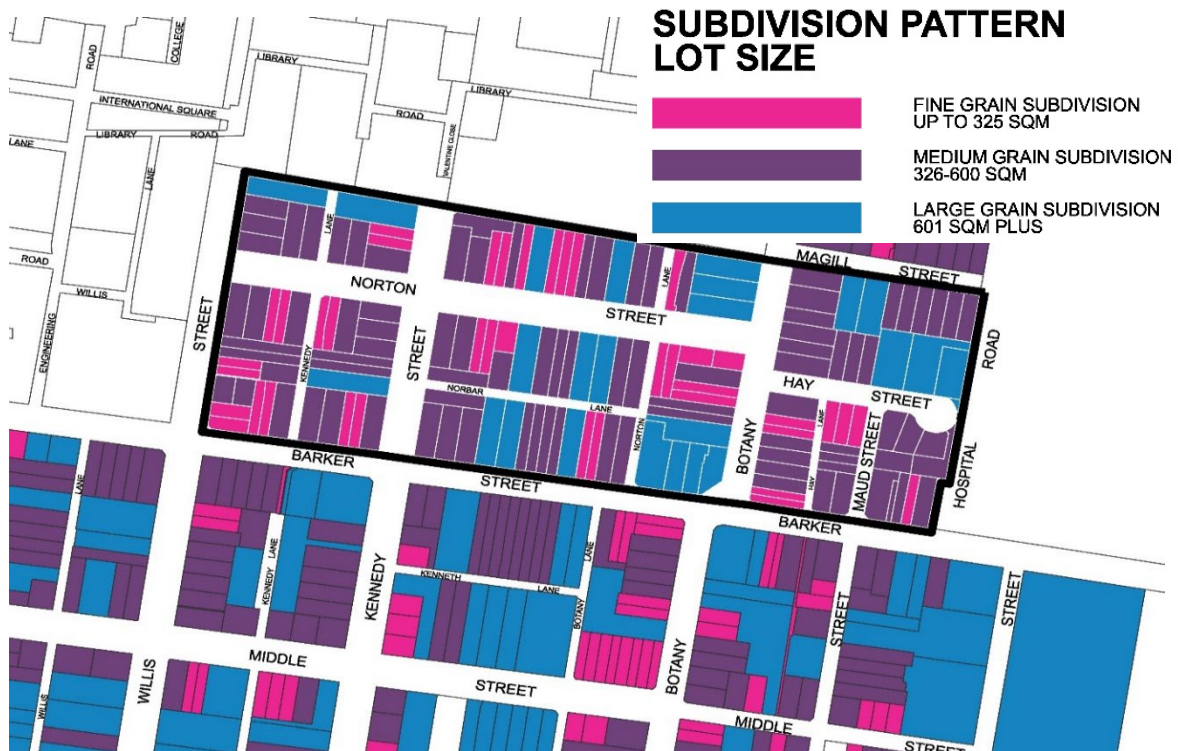 SUBDIVISION PATTERN
LOT SIZE
FINE GRAIN SUBDIVISION
UP TO 325 SQM
MEDIUM GRAIN SUBDIVISION
326-600 SQM
LARGE GRAIN SUBDIVISION
601 SQM PLUS
ROAD
COLLEGE
LIBRARY
LIBRARY
INTERNATIONAL SQUARE
ROAD
LIBRARY
ROAD
LANE
LANE
VALENTINE CLOSE
ROAD
WILLIS
ENGINEERING
STREET
LANE
NORTON
STREET
LANE
MAGILL
STREET
ROAD
KENNEDY
STREET
NORBAR
LANE
NORTON
HAY
STREET
LANE
HAY
MAUD STREET
BOTANY
HOSPITAL
BARKER
STREET
BARKER
LANE
KENNEDY
LANE
KENNEDY
KENNETH
LANE
LANE
BOTANY
STREET
STREET
WILLIS
WILLIS
MIDDLE
STREET
BOTANY
MIDDLE
STREET